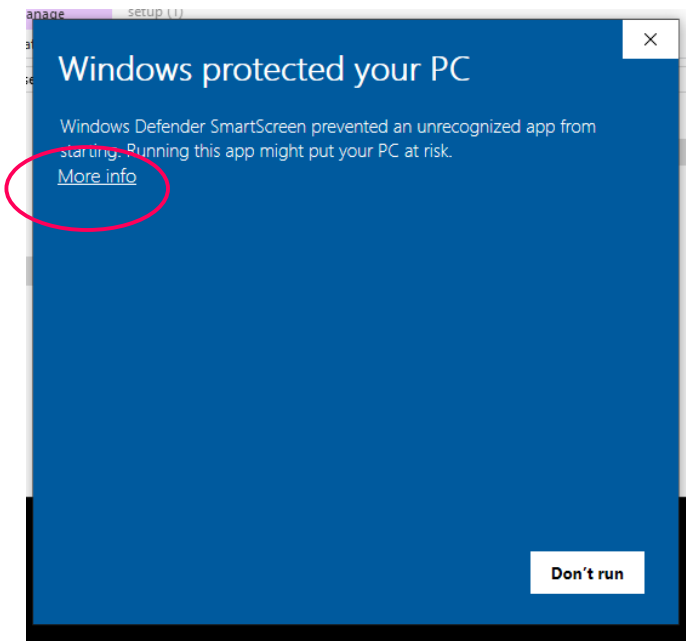 anage
setup (1)
Windows protected your PC
Windows Defender SmartScreen prevented an unrecognized app from
starting. Running this app might put your PC at risk.
More info
Don't run